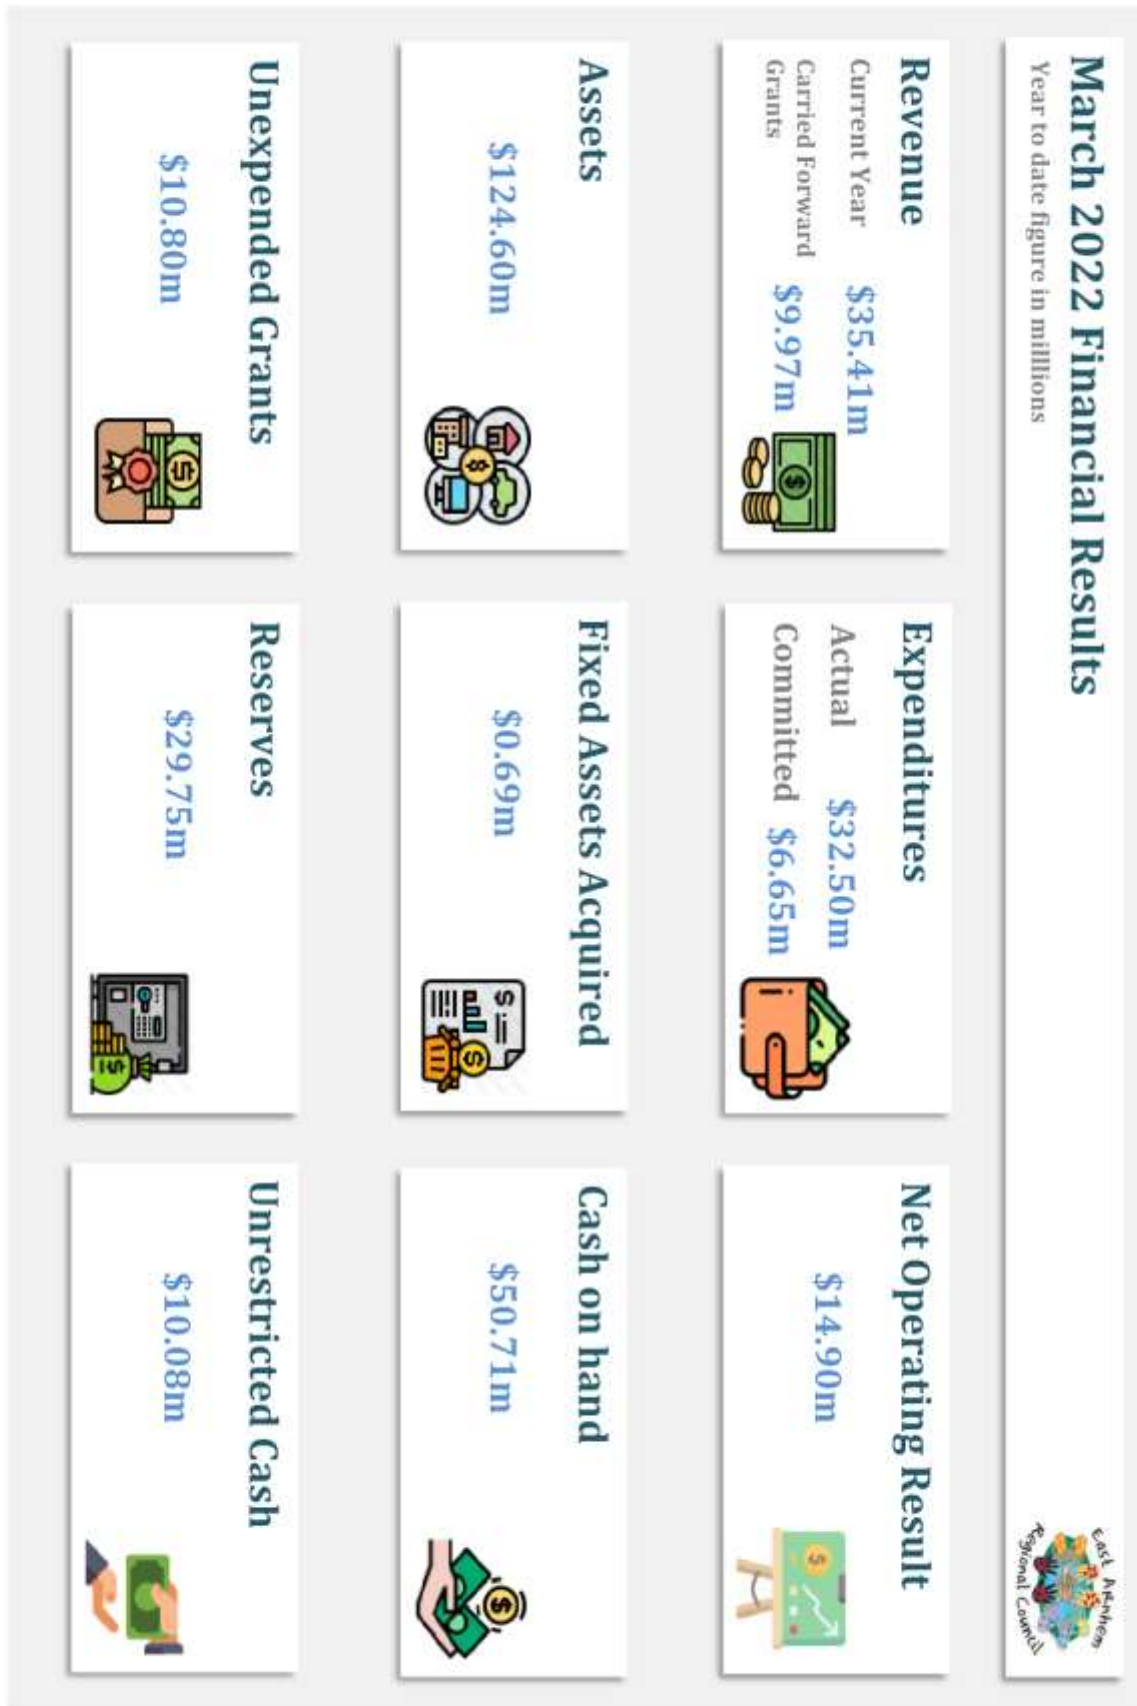 March 2022 Financial Results
Year to date figure in milllions
East Arnhem
Regional Council
Revenue
Current Year $35.41m
Carried Forward
Grants $9.97m
Expenditures
Actual $32.50m
Committed $6.65m
Net Operating Result
$14.90m
Assets
$124.60m
Fixed Assets Acquired
$0.69m
Cash on hand
$50.71m
Unexpended Grants
$10.80m
Reserves
$29.75m
Unrestricted Cash
$10.08m